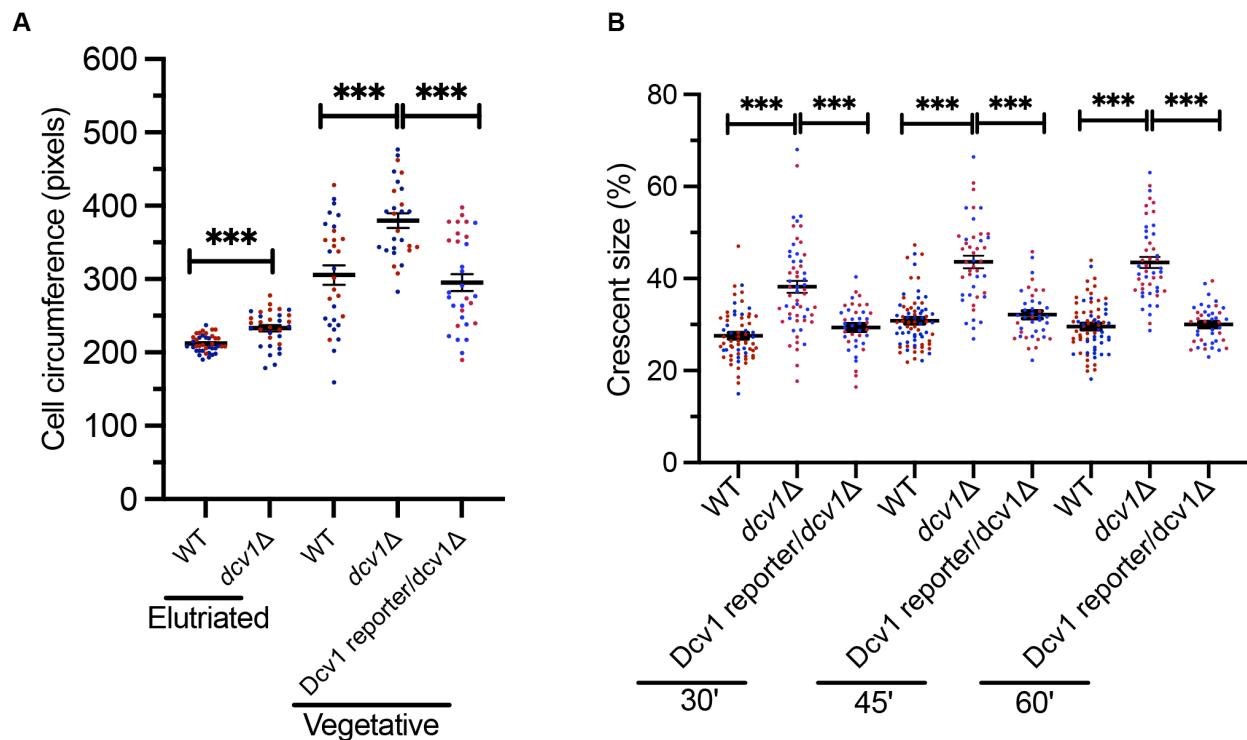 A
Cell circumference (pixels)
600
500
400
300
200
100
0
***
***
***
WT
dcv1Δ
WT
dcv1Δ
Dcv1 reporter/dcv1Δ
Elutriated
Vegetative
B
Crescent size (%)
80
60
40
20
0
***
***
***
***
***
***
WT
dcv1Δ
Dcv1 reporter/dcv1Δ
WT
dcv1Δ
Dcv1 reporter/dcv1Δ
WT
dcv1Δ
Dcv1 reporter/dcv1Δ
30'
45'
60'